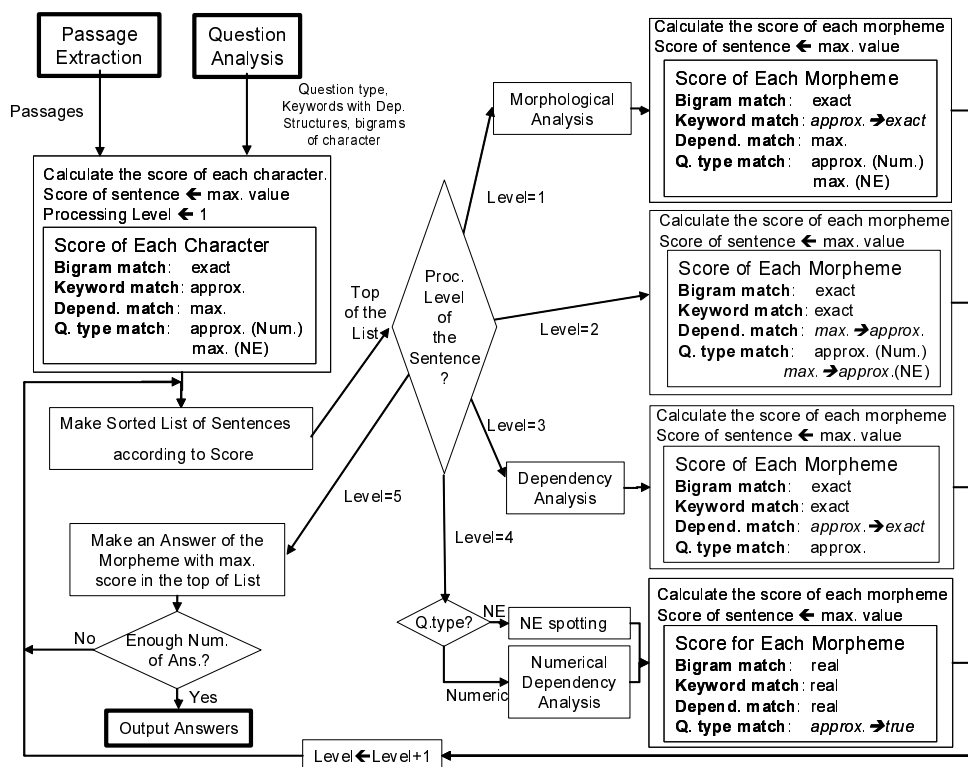 Passage
Extraction
Question
Analysis
Passages
Question type,
Keywords with Dep.
Structures, bigrams
of character
Calculate the score of each character.
Score of sentence ← max. value
Processing Level ← 1
Score of Each Character
Bigram match: exact
Keyword match: approx.
Depend. match: max.
Q. type match: approx. (Num.)
max. (NE)
Make Sorted List of Sentences
according to Score
Top
of the
List
Proc.
Level
of
the
Sentence
?
Level=1
Morphological
Analysis
Calculate the score of each morpheme
Score of sentence ← max. value
Score of Each Morpheme
Bigram match: exact
Keyword match: approx. ➔exact
Depend. match: max.
Q. type match: approx. (Num.)
max. (NE)
Level=2
Calculate the score of each morpheme
Score of sentence ← max. value
Score of Each Morpheme
Bigram match: exact
Keyword match: exact
Depend. match: max. ➔approx.
Q. type match: approx. (Num.)
max. ➔approx.(NE)
Level=3
Dependency
Analysis
Calculate the score of each morpheme
Score of sentence ← max. value
Score of Each Morpheme
Bigram match: exact
Keyword match: exact
Depend. match: approx. ➔exact
Q. type match: approx.
Level=4
Q.type?
NE
NE spotting
Numeric
Numerical
Dependency
Analysis
Calculate the score of each morpheme
Score of sentence ← max. value
Score for Each Morpheme
Bigram match: real
Keyword match: real
Depend. match: real
Q. type match: approx. ➔true
Level=5
Make an Answer of the
Morpheme with max.
score in the top of List
Enough Num.
of Ans.?
No
Yes
Output Answers
Level←Level+1